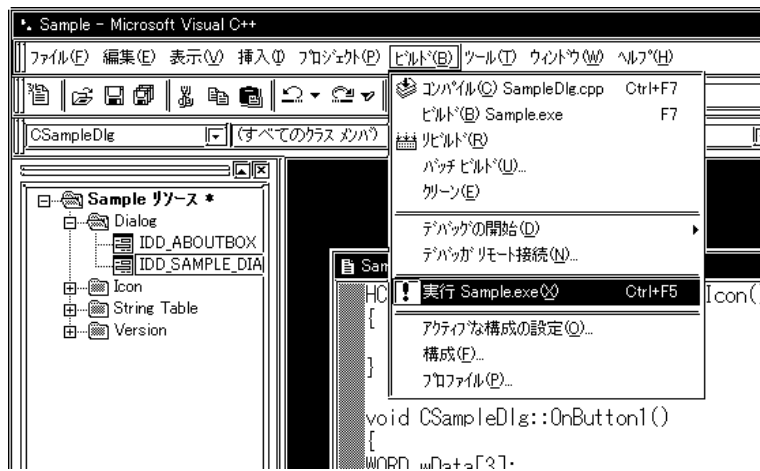 Sample - Microsoft Visual C++
ファイル(F) 編集(E) 表示(V) 挿入(I) プロジェクト(P) ビルド(B) ツール(T) ウィンドウ(W) ヘルプ(H)
CSampleDlg (すべてのクラス メンバ)
コンパイル(C) SampleDlg.cpp Ctrl+F7
ビルド(B) Sample.exe F7
リビルド(R)
バッチ ビルド(U)...
クリーン(E)
デバッグの開始(D)
デバッガ リモート接続(N)...
実行 Sample.exe(X) Ctrl+F5
アクティブな構成の設定(O)...
構成(F)...
プロファイル(P)...
Sample リソース *
Dialog
IDD_ABOUTBOX
IDD_SAMPLE_DIA
Icon
String Table
Version
Sam
HC Icon(
{
}
void CSampleDlg::OnButton1()
{
WORD wData[3];